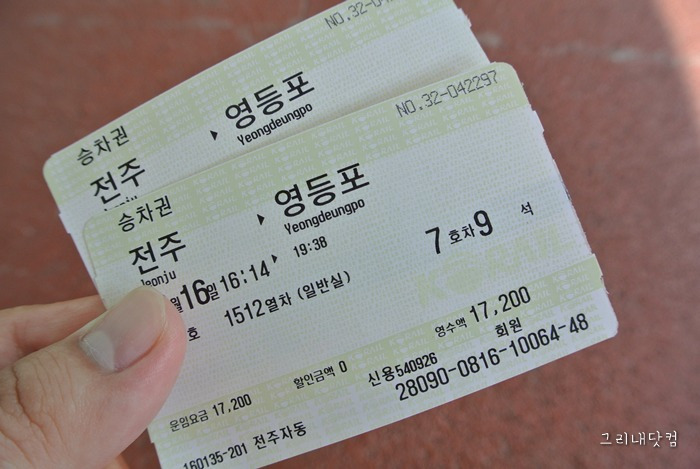 NO.32-0
승차권
전주
영등포
Yeongdeungpo
NO.32-042297
승차권
전주 ▸ 영등포
Jeonju Yeongdeungpo
월 16일 16:14 ▸ 19:38
7호차 9 석
호 1512열차 (일반실)
영수액 17,200
운임요금 17,200 할인금액 0 신용540926 회원
28090-0816-10064-48
160135-201 전주자동
그리내닷컴